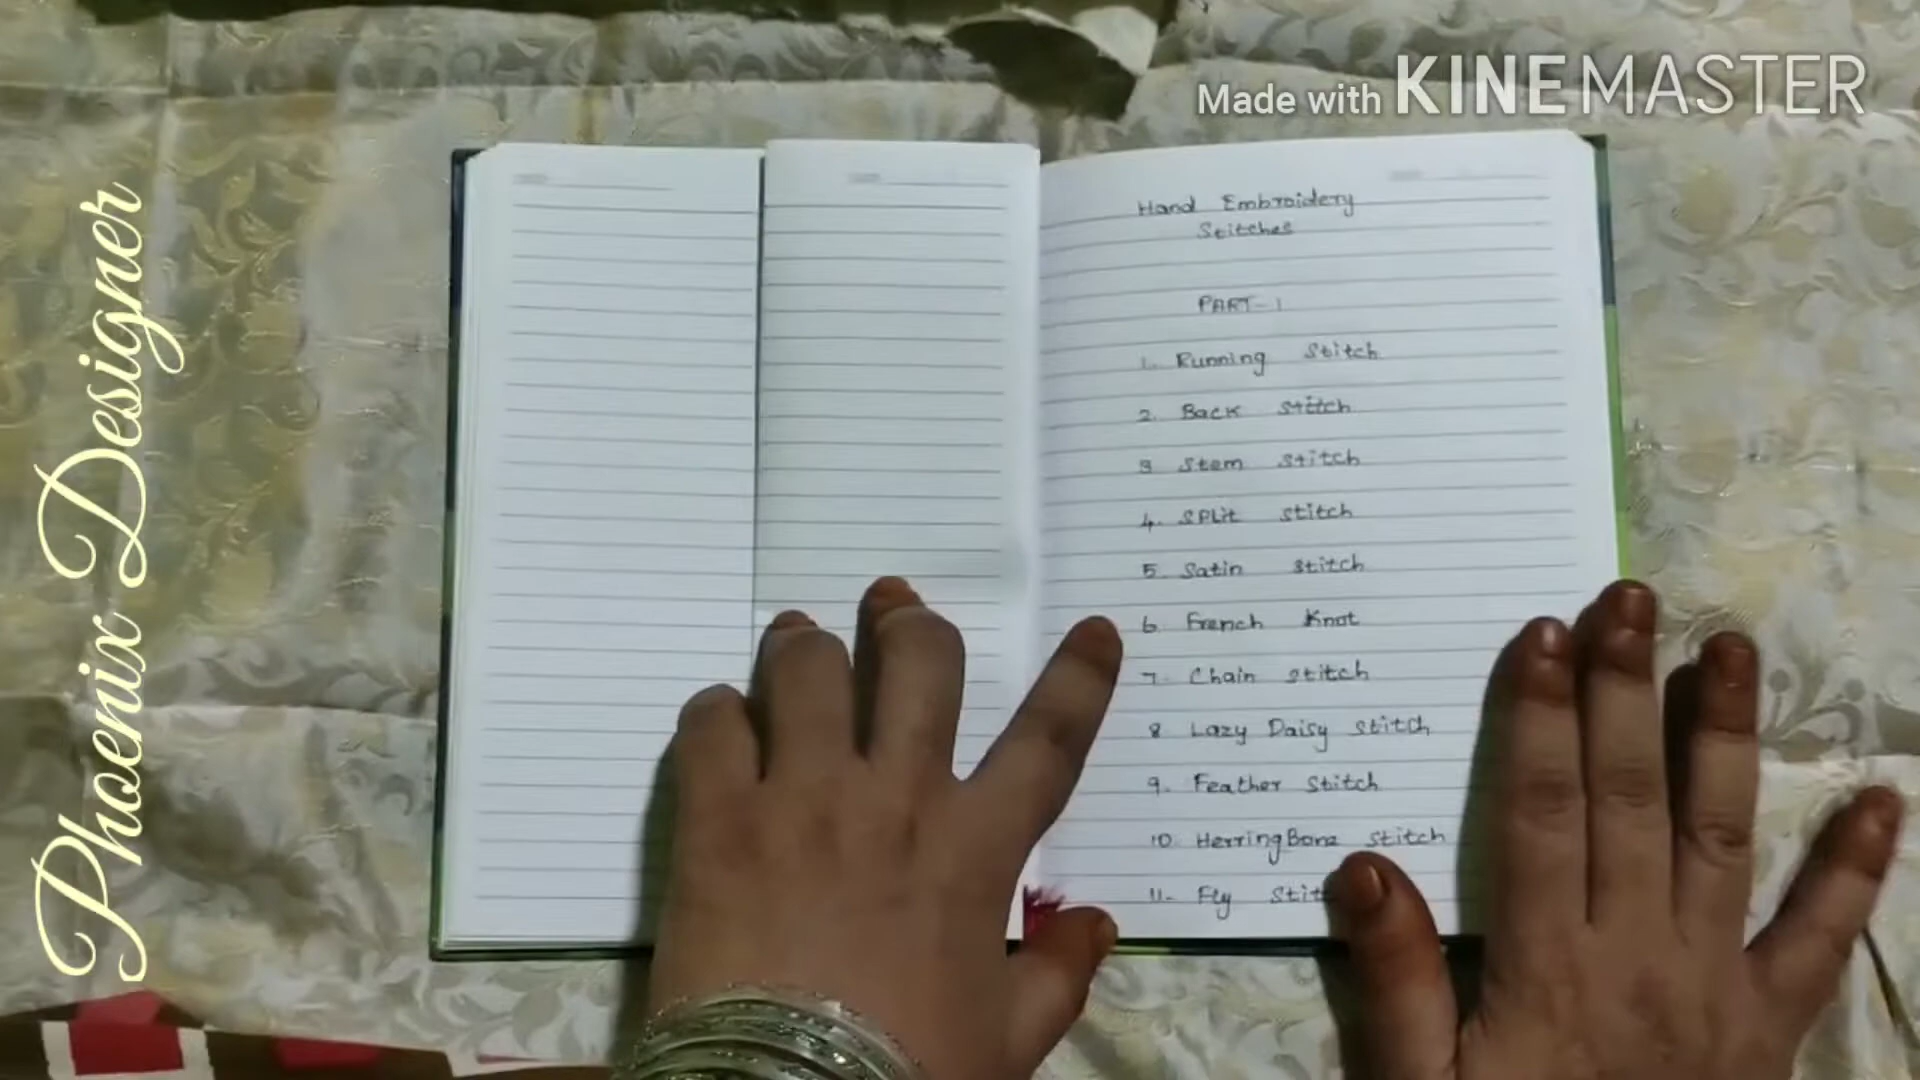 Made with KINEMASTER
Phoenix Designer
Hand Embroidery
Stitches
PART-1
1. Running Stitch
2. Back Stitch
3 Stem Stitch
4. SPLit Stitch
5. Satin Stitch
6. French Knot
7. Chain Stitch
8 Lazy Daisy Stitch
9. Feather Stitch
10. HerringBone Stitch
11- Fly